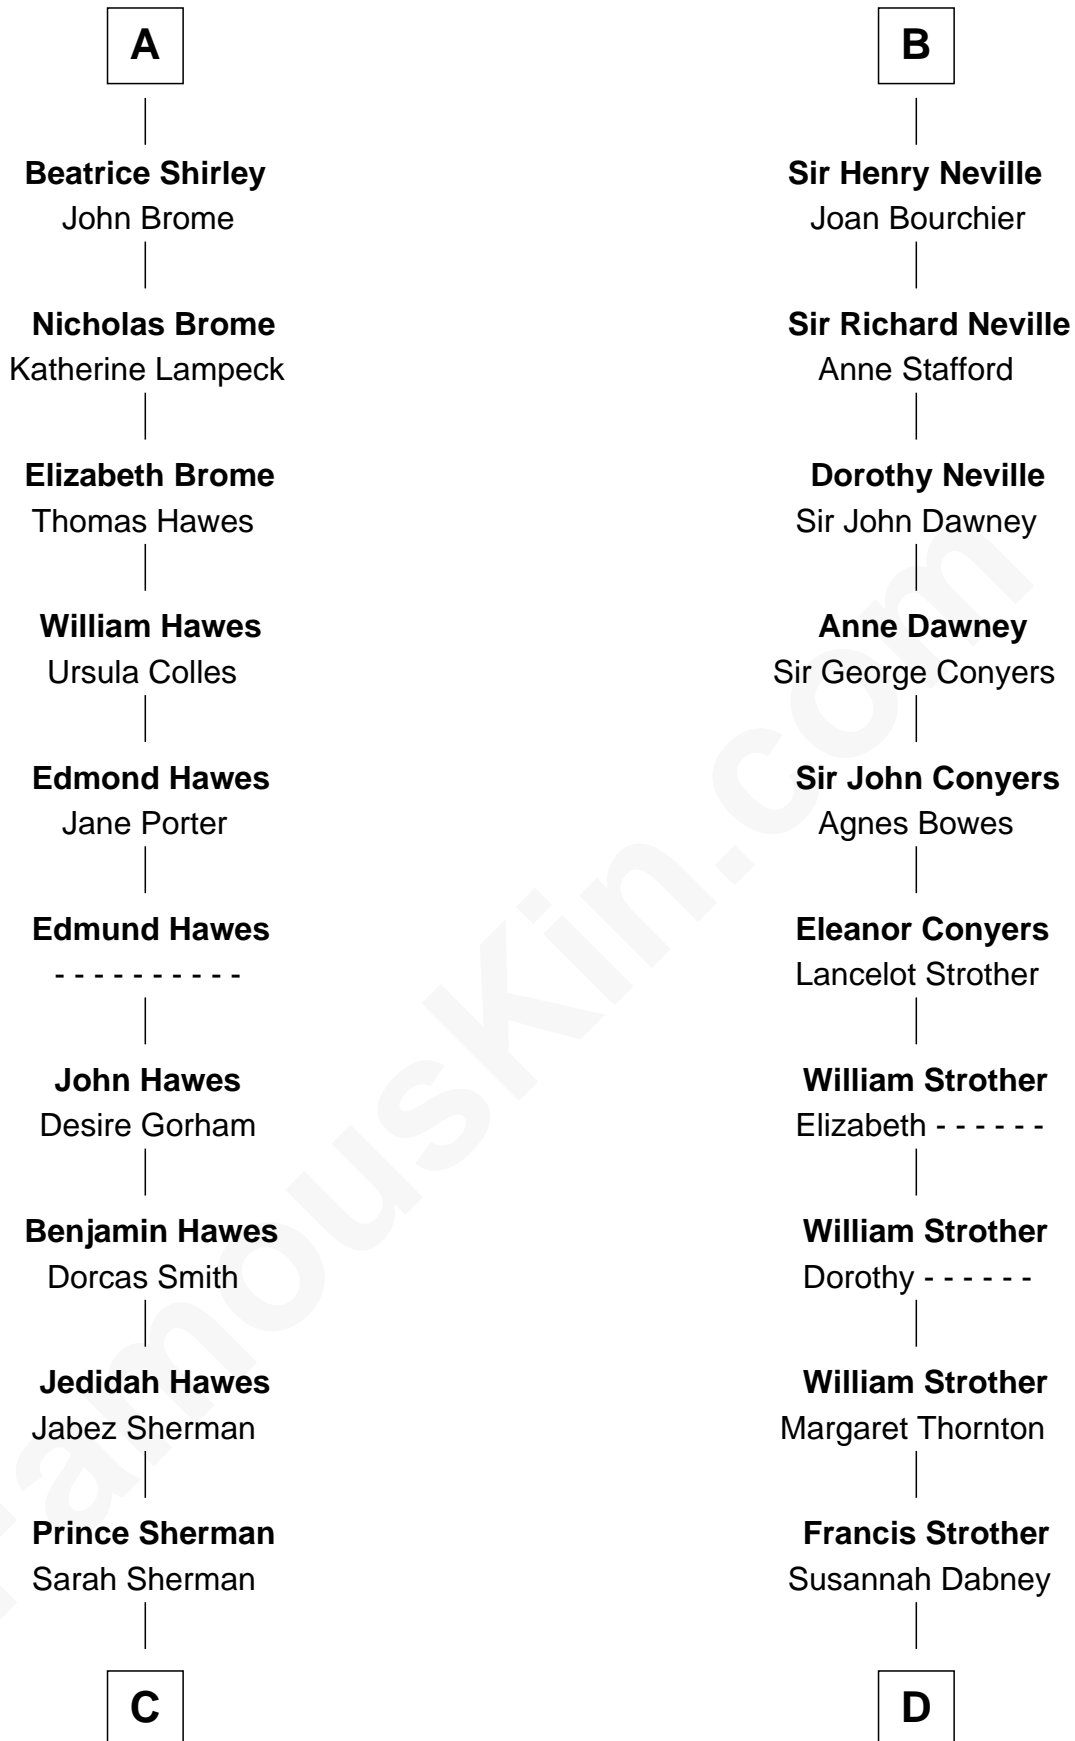 A
Beatrice Shirley
John Brome
Nicholas Brome
Katherine Lampeck
Elizabeth Brome
Thomas Hawes
William Hawes
Ursula Colles
Edmond Hawes
Jane Porter
Edmund Hawes
- - - - - - - - - -
John Hawes
Desire Gorham
Benjamin Hawes
Dorcas Smith
Jedidah Hawes
Jabez Sherman
Prince Sherman
Sarah Sherman
C
B
Sir Henry Neville
Joan Bourchier
Sir Richard Neville
Anne Stafford
Dorothy Neville
Sir John Dawney
Anne Dawney
Sir George Conyers
Sir John Conyers
Agnes Bowes
Eleanor Conyers
Lancelot Strother
William Strother
Elizabeth - - - - - -
William Strother
Dorothy - - - - - -
William Strother
Margaret Thornton
Francis Strother
Susannah Dabney
D
FamousKin.com